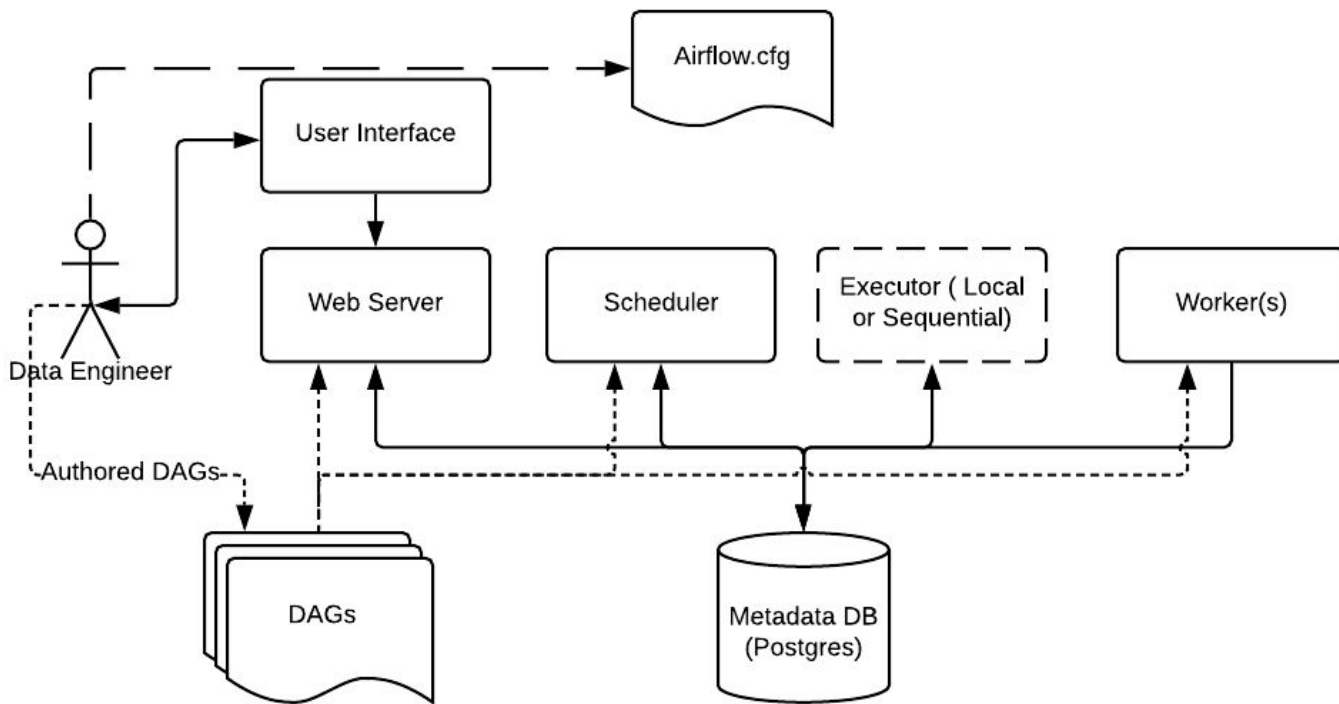 Airflow.cfg
User Interface
Web Server
Scheduler
Executor ( Local
or Sequential)
Worker(s)
Data Engineer
Authored DAGs
DAGs
Metadata DB
(Postgres)